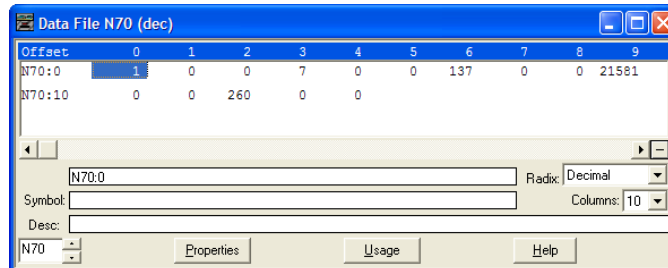 Data File N70 (dec)
Offset 0 1 2 3 4 5 6 7 8 9
N70:0 1 0 0 7 0 0 137 0 0 21581
N70:10 0 0 260 0 0
N70:0 Radix: Decimal
Symbol: Columns: 10
Desc:
N70 Properties Usage Help